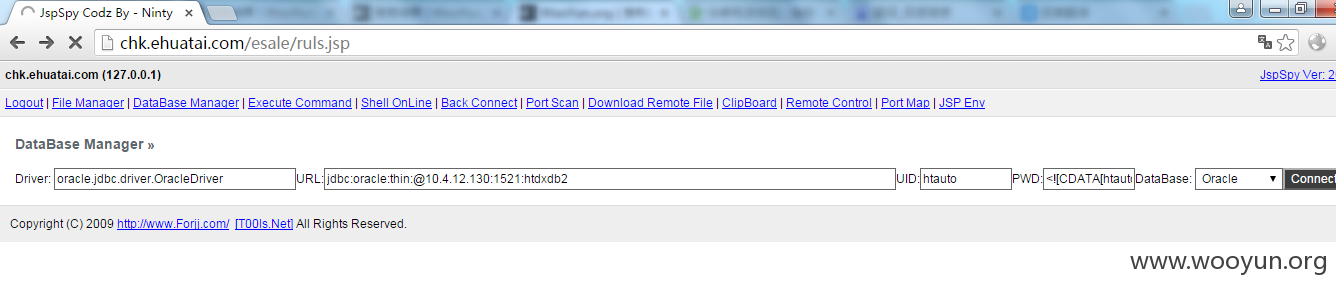 JspSpy Codz By - Ninty
chk.ehuatai.com/esale/ruls.jsp
chk.ehuatai.com (127.0.0.1) JspSpy Ver: 2
Logout | File Manager | DataBase Manager | Execute Command | Shell OnLine | Back Connect | Port Scan | Download Remote File | ClipBoard | Remote Control | Port Map | JSP Env
DataBase Manager »
Driver: oracle.jdbc.driver.OracleDriver URL: jdbc:oracle:thin:@10.4.12.130:1521:htdxdb2 UID: htauto PWD: <![CDATA[htauto DataBase: Oracle Connect
Copyright (C) 2009 http://www.Forjj.com/ [T00ls.Net] All Rights Reserved.
www.wooyun.org